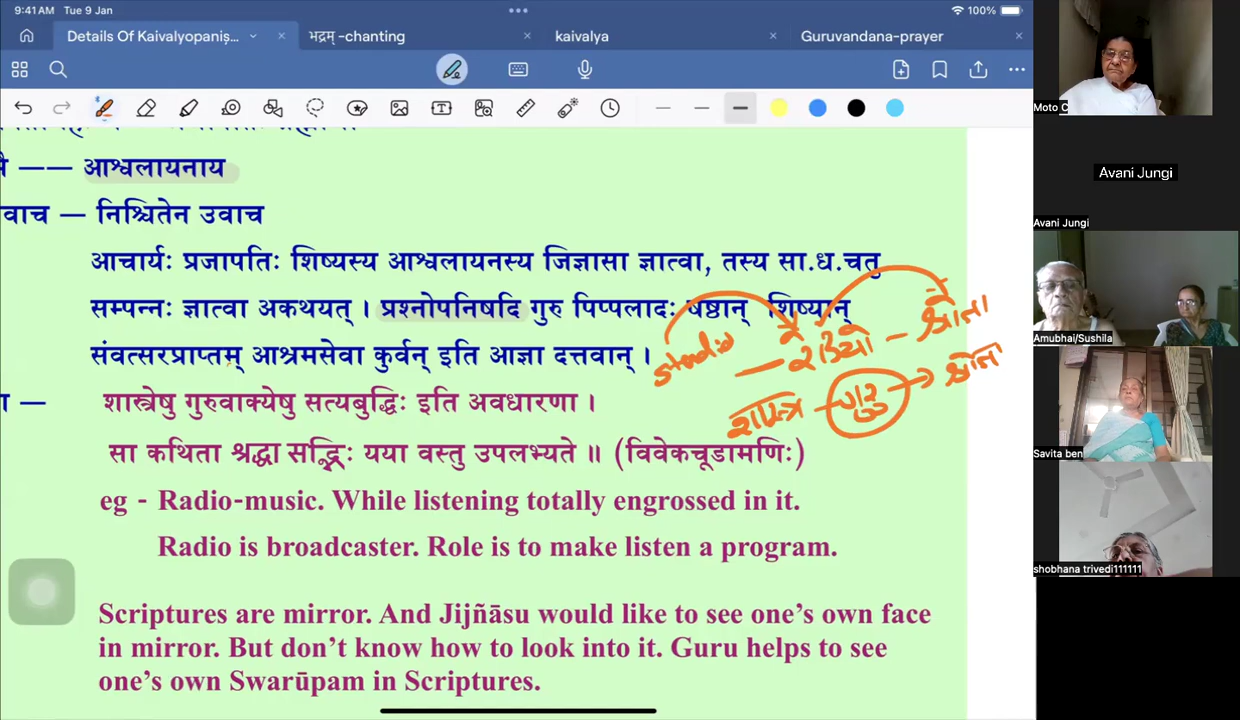 9:41 AM Tue 9 Jan
100%
Details Of Kaivalyopaniṣ...
भद्रम् -chanting
kaivalya
Guruvandana-prayer
—— आश्वलायनाय
वाच — निश्चितेन उवाच
आचार्यः प्रजापतिः शिष्यस्य आश्वलायनस्य जिज्ञासा ज्ञात्वा, तस्य सा.ध.चतु
सम्पन्नः ज्ञात्वा अकथयत् । प्रश्नोपनिषदि गुरु पिप्पलादः षष्ठान् शिष्यान्
संवत्सरप्राप्तम् आश्रमसेवा कुर्वन् इति आज्ञा दत्तवान् ।
studio — रेडियो – श्रोता
शास्त्र – गुरु → श्रोता
शास्त्रेषु गुरुवाक्येषु सत्यबुद्धिः इति अवधारणा ।
सा कथिता श्रद्धा सद्भिः यया वस्तु उपलभ्यते ॥ (विवेकचूडामणिः)
eg - Radio-music. While listening totally engrossed in it.
Radio is broadcaster. Role is to make listen a program.
Scriptures are mirror. And Jijñāsu would like to see one’s own face
in mirror. But don’t know how to look into it. Guru helps to see
one’s own Swarūpam in Scriptures.
Moto C
Avani Jungi
Avani Jungi
Amubhai/Sushila
Savita ben
shobhana trivedi111111